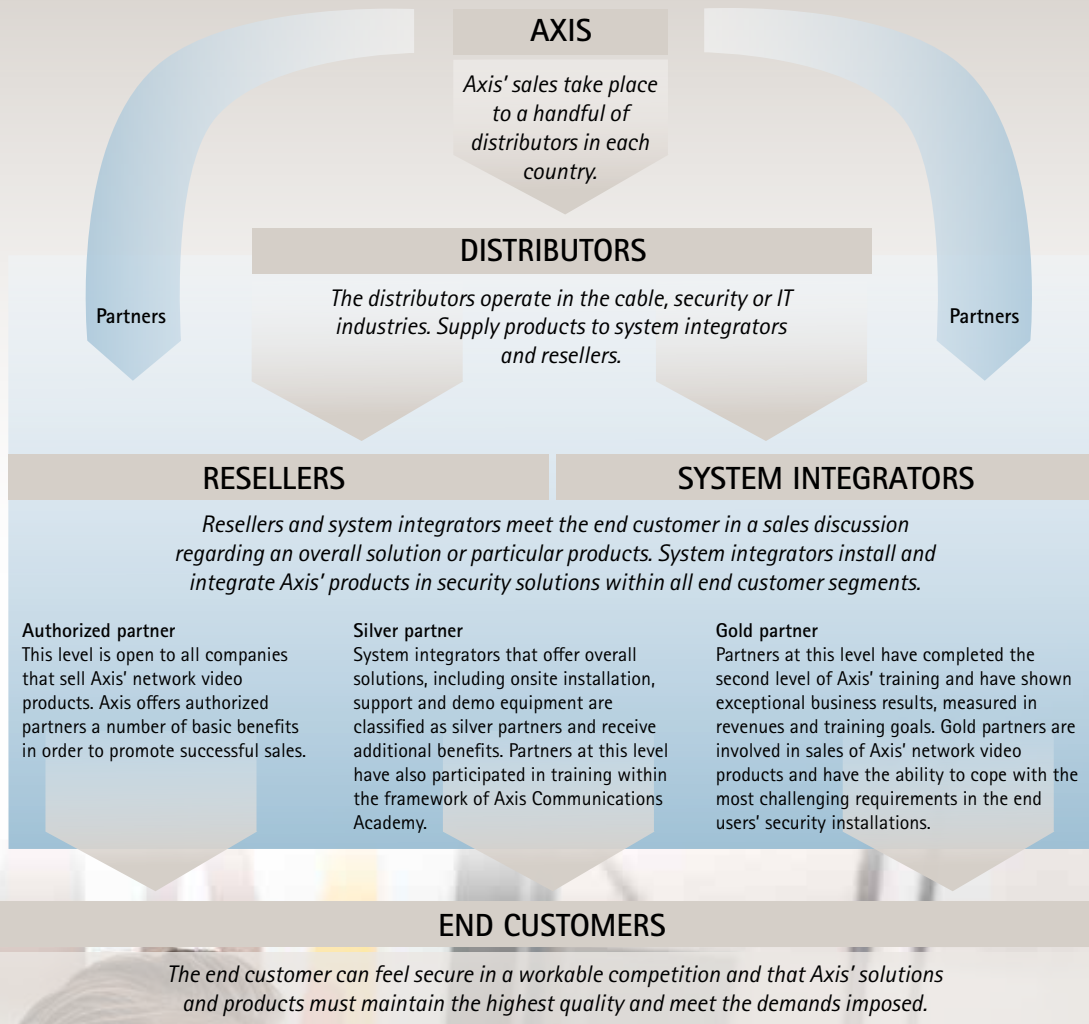 AXIS
Axis' sales take place
to a handful of
distributors in each
country.
DISTRIBUTORS
The distributors operate in the cable, security or IT
industries. Supply products to system integrators
and resellers.
Partners
Partners
RESELLERS
SYSTEM INTEGRATORS
Resellers and system integrators meet the end customer in a sales discussion
regarding an overall solution or particular products. System integrators install and
integrate Axis' products in security solutions within all end customer segments.
Authorized partner
This level is open to all companies
that sell Axis' network video
products. Axis offers authorized
partners a number of basic benefits
in order to promote successful sales.
Silver partner
System integrators that offer overall
solutions, including onsite installation,
support and demo equipment are
classified as silver partners and receive
additional benefits. Partners at this level
have also participated in training within
the framework of Axis Communications
Academy.
Gold partner
Partners at this level have completed the
second level of Axis' training and have shown
exceptional business results, measured in
revenues and training goals. Gold partners are
involved in sales of Axis' network video
products and have the ability to cope with the
most challenging requirements in the end
users' security installations.
END CUSTOMERS
The end customer can feel secure in a workable competition and that Axis' solutions
and products must maintain the highest quality and meet the demands imposed.